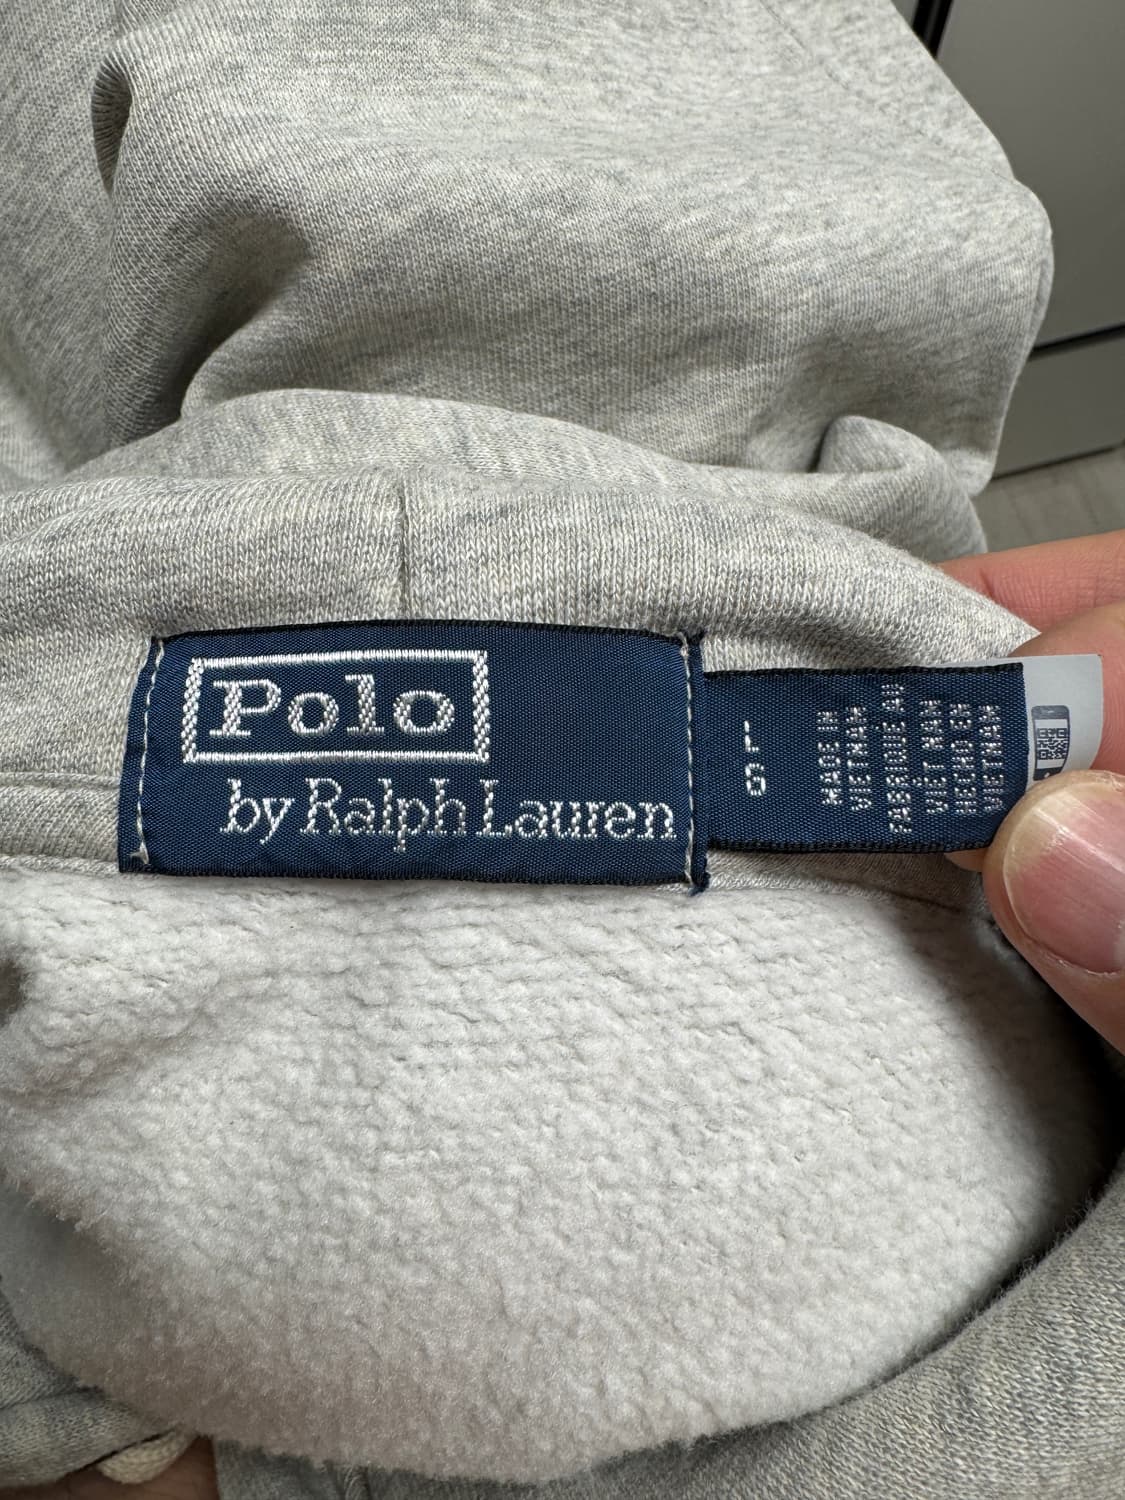 Polo
by Ralph Lauren
G L
MADE IN
VIETNAM
FABRIQUE AU
VIET NAM
HECHO EN
VIETNAM